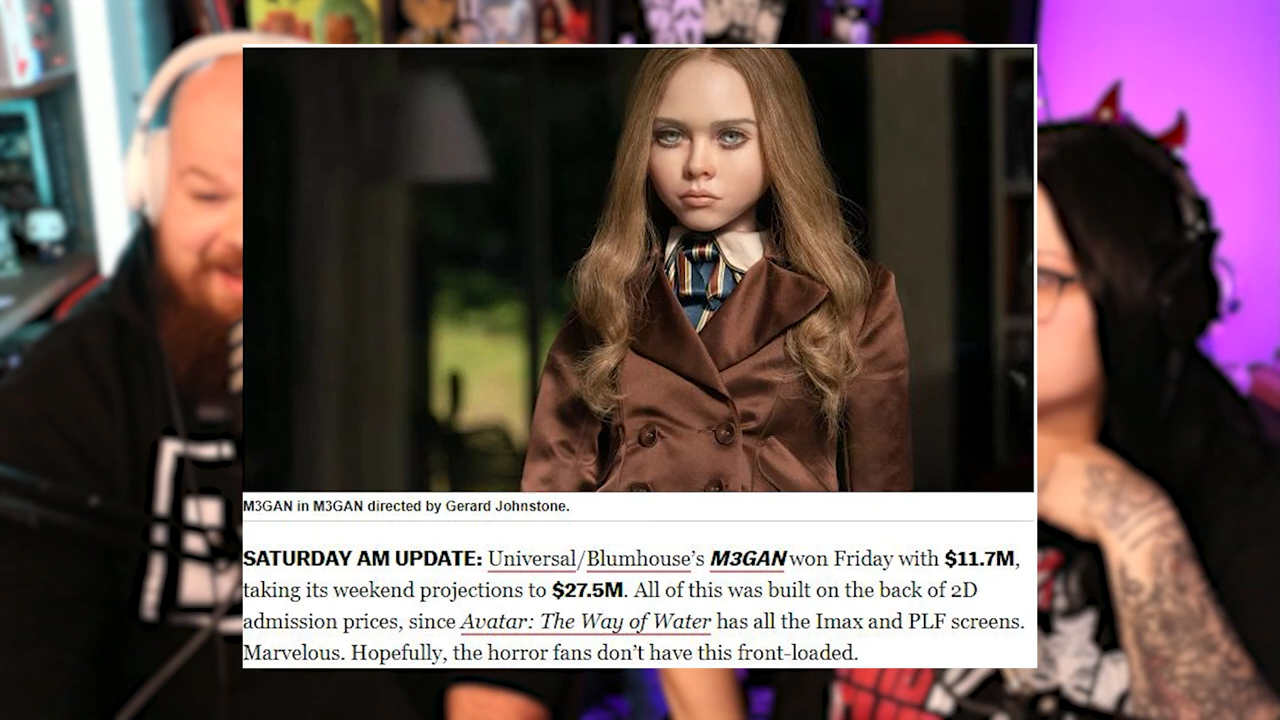 M3GAN in M3GAN directed by Gerard Johnstone.
SATURDAY AM UPDATE: Universal/Blumhouse’s M3GAN won Friday with $11.7M,
taking its weekend projections to $27.5M. All of this was built on the back of 2D
admission prices, since Avatar: The Way of Water has all the Imax and PLF screens.
Marvelous. Hopefully, the horror fans don’t have this front-loaded.